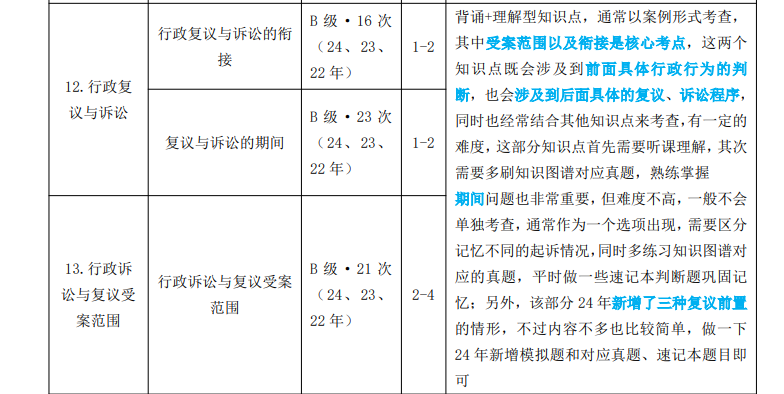 12.行政复
议与诉讼
行政复议与诉讼的衔
接
B 级·16 次
（24、23、
22 年）
1-2
复议与诉讼的期间
B 级·23 次
（24、23、
22 年）
1-2
13.行政诉
讼与复议受
案范围
行政诉讼与复议受案
范围
B 级·21 次
（24、23、
22 年）
2-4
背诵+理解型知识点，通常以案例形式考查，
其中受案范围以及衔接是核心考点，这两个
知识点既会涉及到前面具体行政行为的判
断，也会涉及到后面具体的复议、诉讼程序，
同时也经常结合其他知识点来考查，有一定的
难度，这部分知识点首先需要听课理解，其次
需要多刷知识图谱对应真题，熟练掌握
期间问题也非常重要，但难度不高，一般不会
单独考查，通常作为一个选项出现，需要区分
记忆不同的起诉情况，同时多练习知识图谱对
应的真题，平时做一些速记本判断题巩固记
忆；另外，该部分 24 年新增了三种复议前置
的情形，不过内容不多也比较简单，做一下
24 年新增模拟题和对应真题、速记本题目即
可